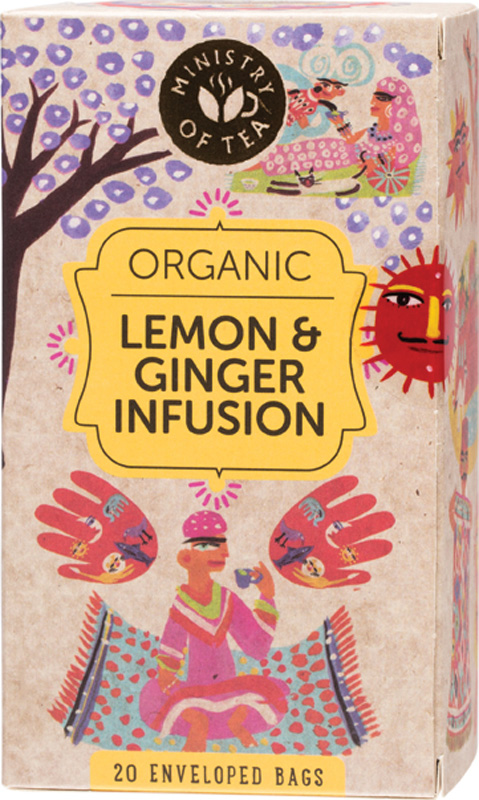 MINISTRY
OF TEA
ORGANIC
LEMON &
GINGER
INFUSION
20 ENVELOPED BAGS